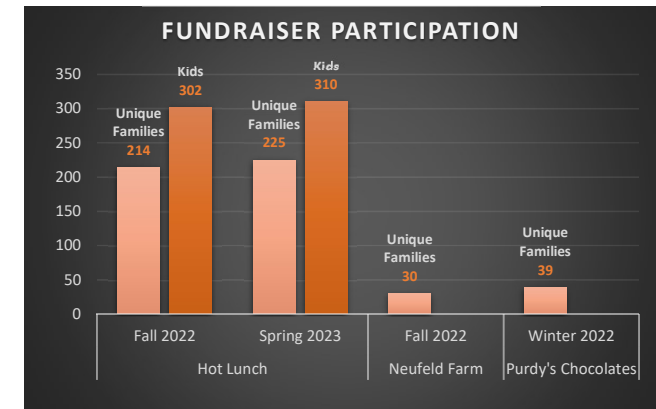 FUNDRAISER PARTICIPATION
350
300
250
200
150
100
50
0
Unique
Families
214
Kids
302
Unique
Families
225
Kids
310
Unique
Families
30
Unique
Families
39
Fall 2022
Spring 2023
Fall 2022
Winter 2022
Hot Lunch
Neufeld Farm
Purdy's Chocolates